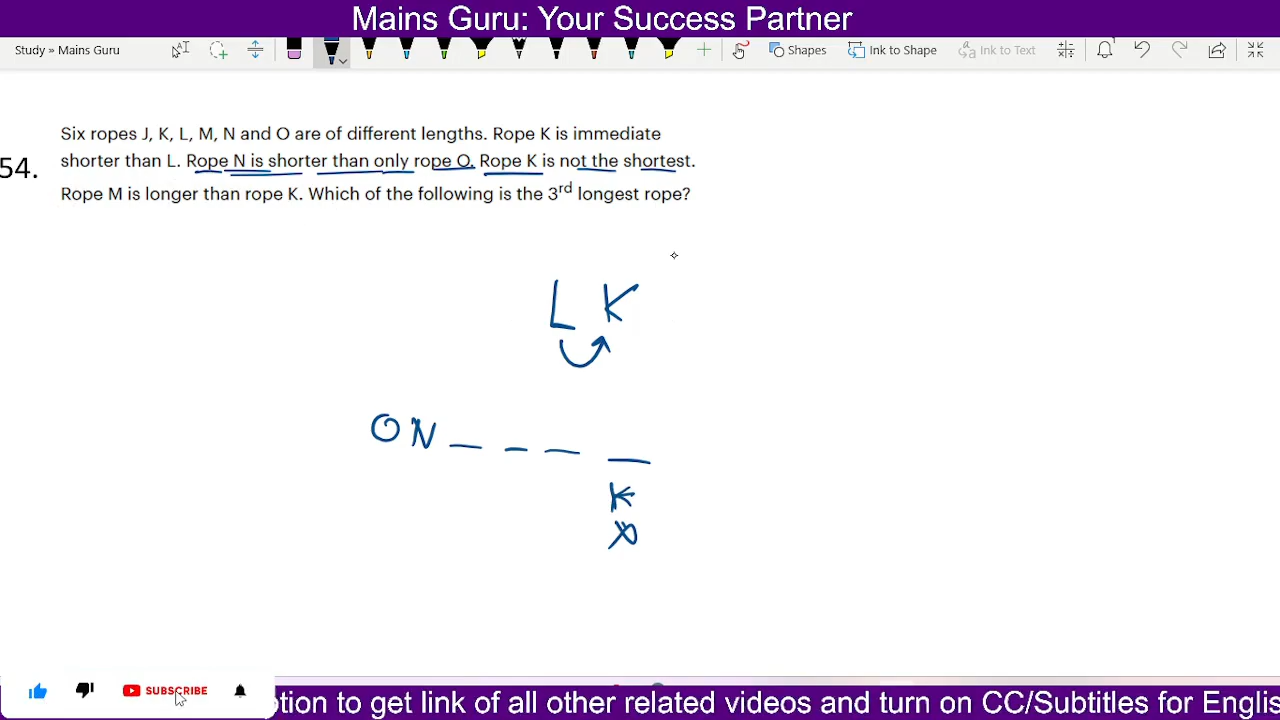 Mains Guru: Your Success Partner
Study » Mains Guru
Shapes
Ink to Shape
Ink to Text
54.
Six ropes J, K, L, M, N and O are of different lengths. Rope K is immediate
shorter than L. Rope N is shorter than only rope O. Rope K is not the shortest.
Rope M is longer than rope K. Which of the following is the 3rd longest rope?
L K
O N _ _ _ _
K
SUBSCRIBE
tion to get link of all other related videos and turn on CC/Subtitles for Englis